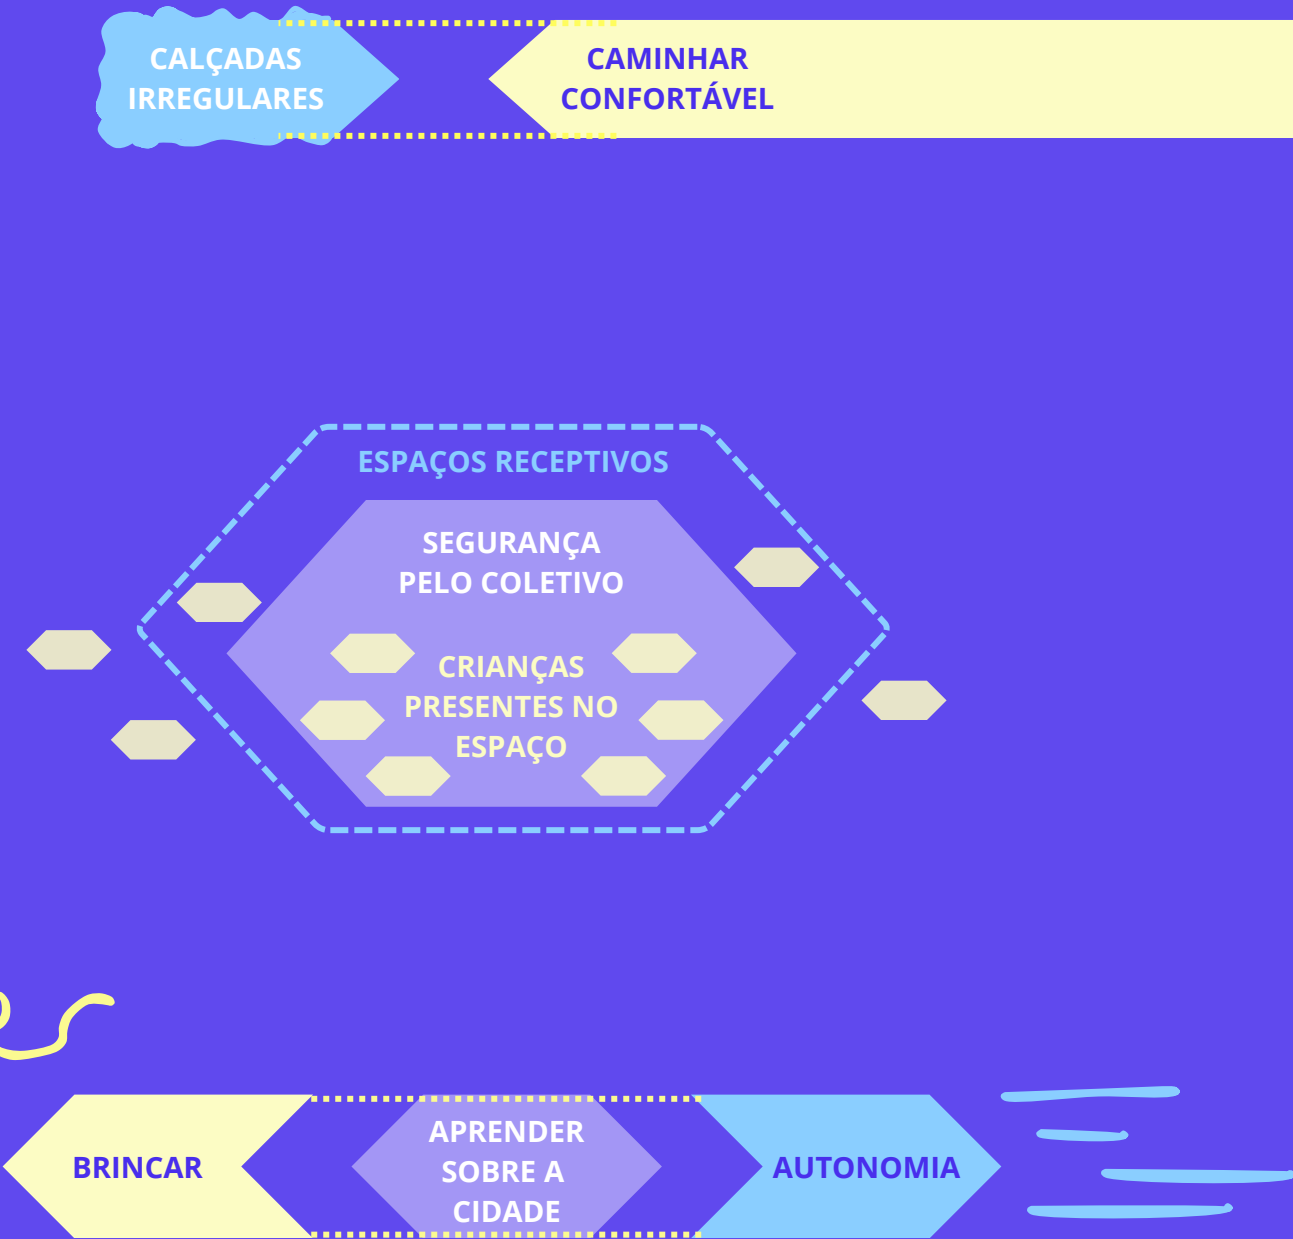 CALÇADAS
IRREGULARES
CAMINHAR
CONFORTÁVEL
ESPAÇOS RECEPTIVOS
SEGURANÇA
PELO COLETIVO
CRIANÇAS
PRESENTES NO
ESPAÇO
BRINCAR
APRENDER
SOBRE A
CIDADE
AUTONOMIA